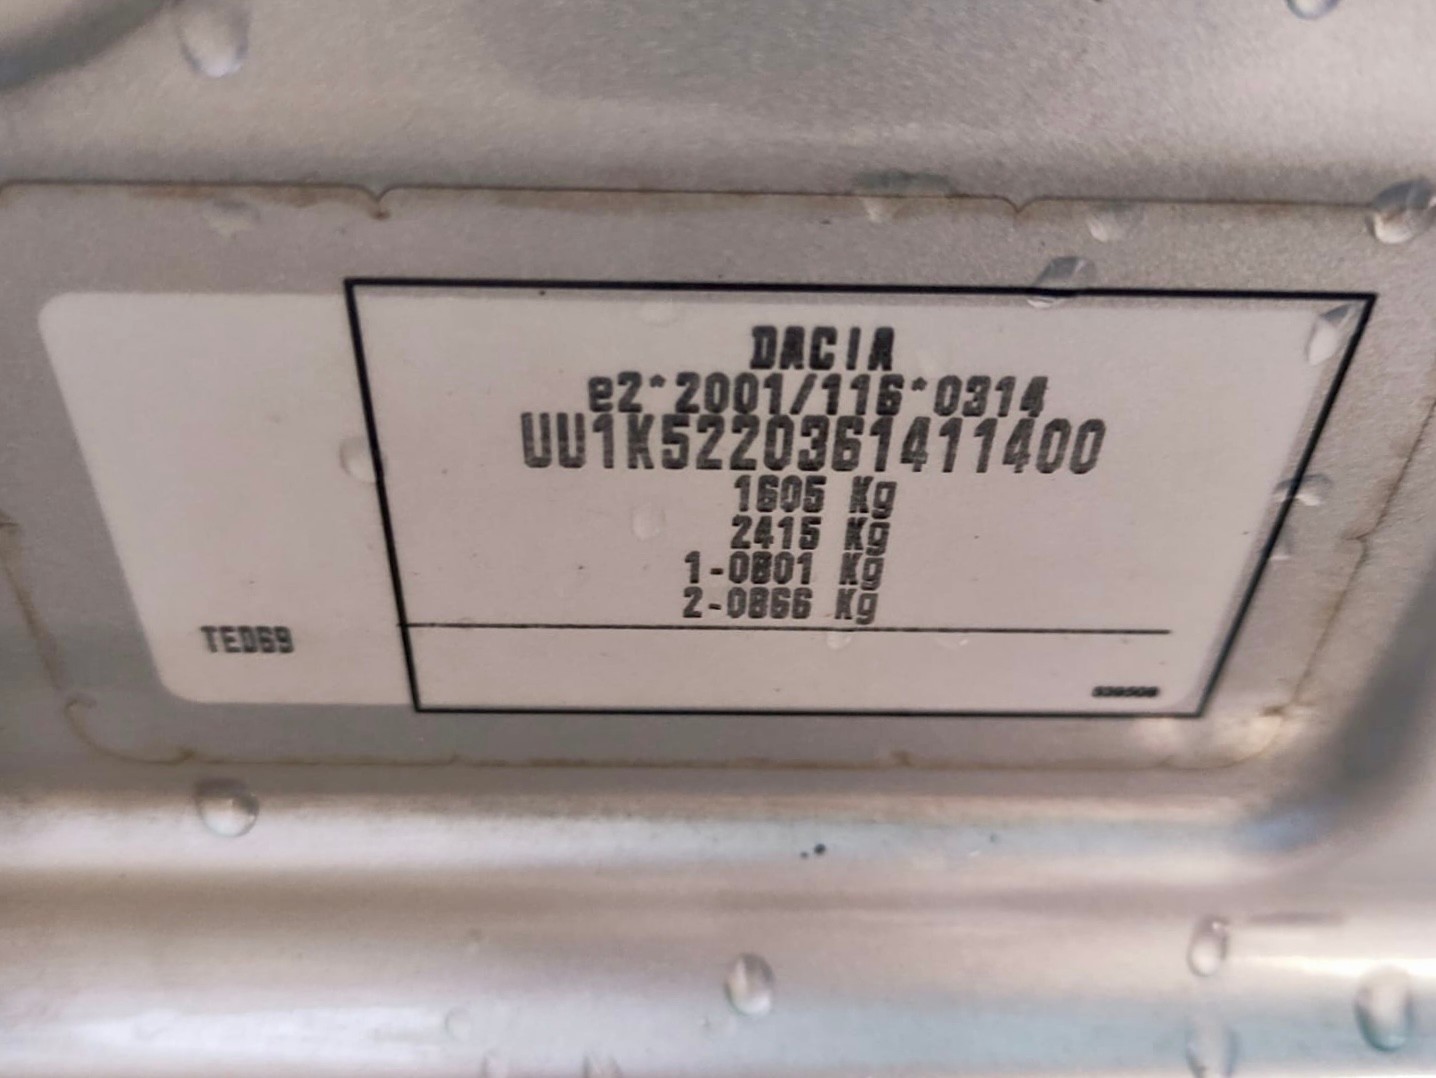 DACIA
e2*2001/116*0314
UU1K5220361411400
1605 Kg
2415 Kg
1-0801 Kg
2-0866 Kg
TED69